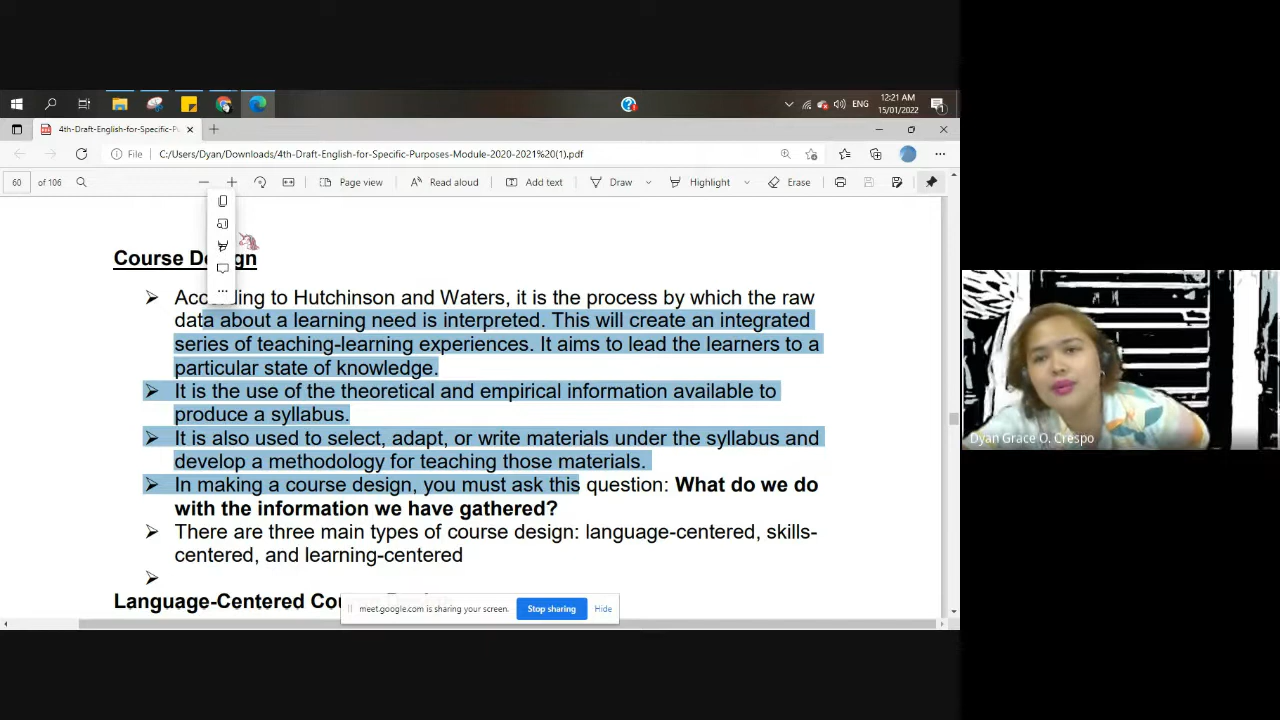 12:21 AM
ENG
15/01/2022
4th-Draft-English-for-Specific-Pu
File C:/Users/Dyan/Downloads/4th-Draft-English-for-Specific-Purposes-Module-2020-2021%20(1).pdf
60 of 106 Page view Read aloud Add text Draw Highlight Erase
Course De gn
➢ According to Hutchinson and Waters, it is the process by which the raw
data about a learning need is interpreted. This will create an integrated
series of teaching-learning experiences. It aims to lead the learners to a
particular state of knowledge.
➢ It is the use of the theoretical and empirical information available to
produce a syllabus.
➢ It is also used to select, adapt, or write materials under the syllabus and
develop a methodology for teaching those materials.
➢ In making a course design, you must ask this question: What do we do
with the information we have gathered?
➢ There are three main types of course design: language-centered, skills-
centered, and learning-centered
➢
Language-Centered Cou
meet.google.com is sharing your screen. Stop sharing Hide
Dyan Grace O. Crespo